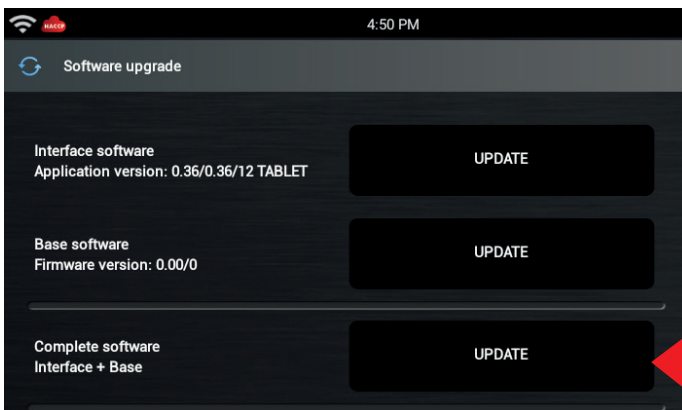 HACCP
4:50 PM
Software upgrade
Interface software
Application version: 0.36/0.36/12 TABLET
UPDATE
Base software
Firmware version: 0.00/0
UPDATE
Complete software
Interface + Base
UPDATE